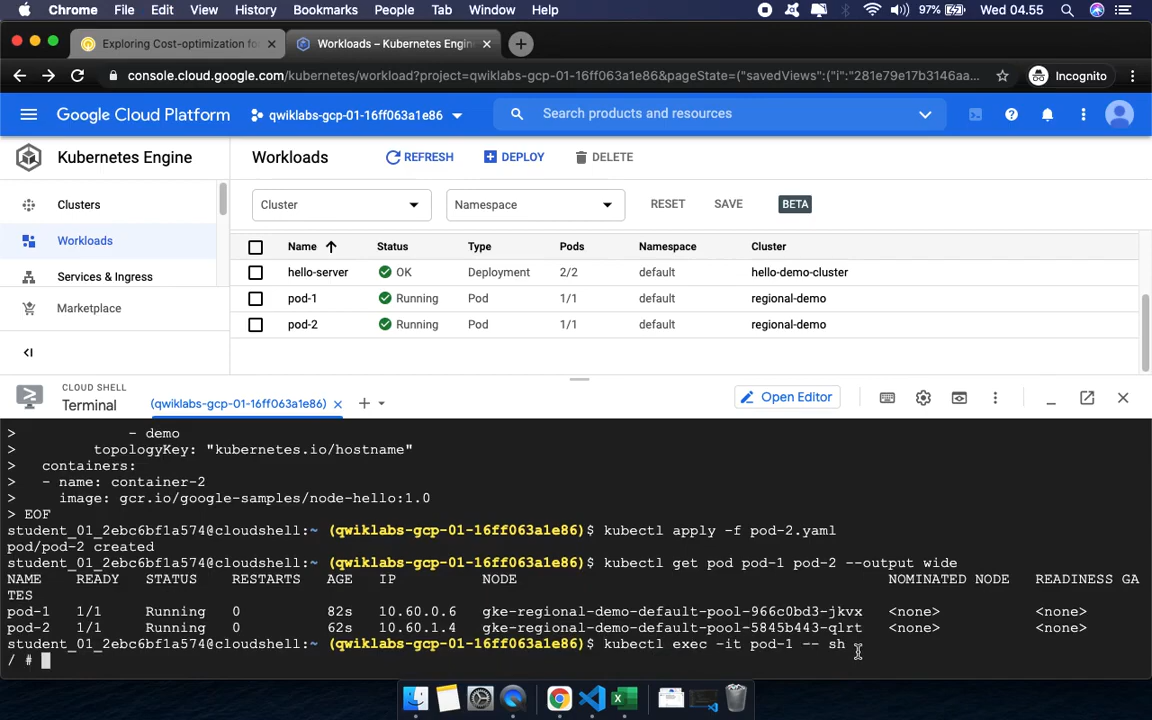 Chrome File Edit View History Bookmarks People Tab Window Help 97% Wed 04.55
Exploring Cost-optimization fo Workloads – Kubernetes Engin
console.cloud.google.com/kubernetes/workload?project=qwiklabs-gcp-01-16ff063a1e86&pageState=("savedViews":("i":"281e79e17b3146aa... Incognito
Google Cloud Platform qwiklabs-gcp-01-16ff063a1e86 Search products and resources
Kubernetes Engine Workloads REFRESH DEPLOY DELETE
Clusters Cluster Namespace RESET SAVE BETA
Workloads Name Status Type Pods Namespace Cluster
Services & Ingress hello-server OK Deployment 2/2 default hello-demo-cluster
Marketplace pod-1 Running Pod 1/1 default regional-demo
pod-2 Running Pod 1/1 default regional-demo
CLOUD SHELL
Terminal (qwiklabs-gcp-01-16ff063a1e86) Open Editor
> - demo
> topologyKey: "kubernetes.io/hostname"
> containers:
> - name: container-2
> image: gcr.io/google-samples/node-hello:1.0
> EOF
student_01_2ebc6bf1a574@cloudshell:~ (qwiklabs-gcp-01-16ff063a1e86)$ kubectl apply -f pod-2.yaml
pod/pod-2 created
student_01_2ebc6bf1a574@cloudshell:~ (qwiklabs-gcp-01-16ff063a1e86)$ kubectl get pod pod-1 pod-2 --output wide
NAME READY STATUS RESTARTS AGE IP NODE NOMINATED NODE READINESS GA
TES
pod-1 1/1 Running 0 82s 10.60.0.6 gke-regional-demo-default-pool-966c0bd3-jkvx <none> <none>
pod-2 1/1 Running 0 62s 10.60.1.4 gke-regional-demo-default-pool-5845b443-qlrt <none> <none>
student_01_2ebc6bf1a574@cloudshell:~ (qwiklabs-gcp-01-16ff063a1e86)$ kubectl exec -it pod-1 -- sh
/ #